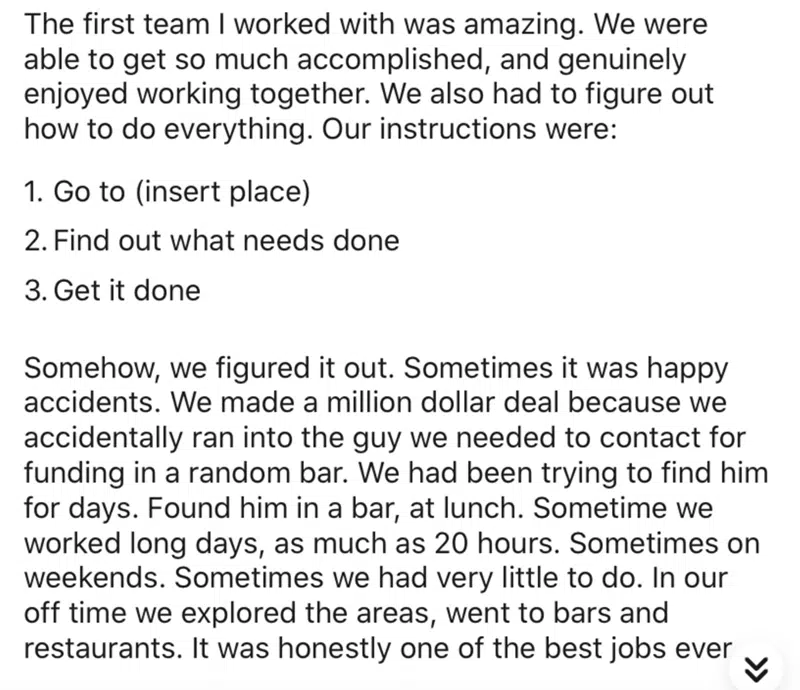 The first team I worked with was amazing. We were
able to get so much accomplished, and genuinely
enjoyed working together. We also had to figure out
how to do everything. Our instructions were:
1. Go to (insert place)
2. Find out what needs done
3. Get it done
Somehow, we figured it out. Sometimes it was happy
accidents. We made a million dollar deal because we
accidentally ran into the guy we needed to contact for
funding in a random bar. We had been trying to find him
for days. Found him in a bar, at lunch. Sometime we
worked long days, as much as 20 hours. Sometimes on
weekends. Sometimes we had very little to do. In our
off time we explored the areas, went to bars and
restaurants. It was honestly one of the best jobs ever